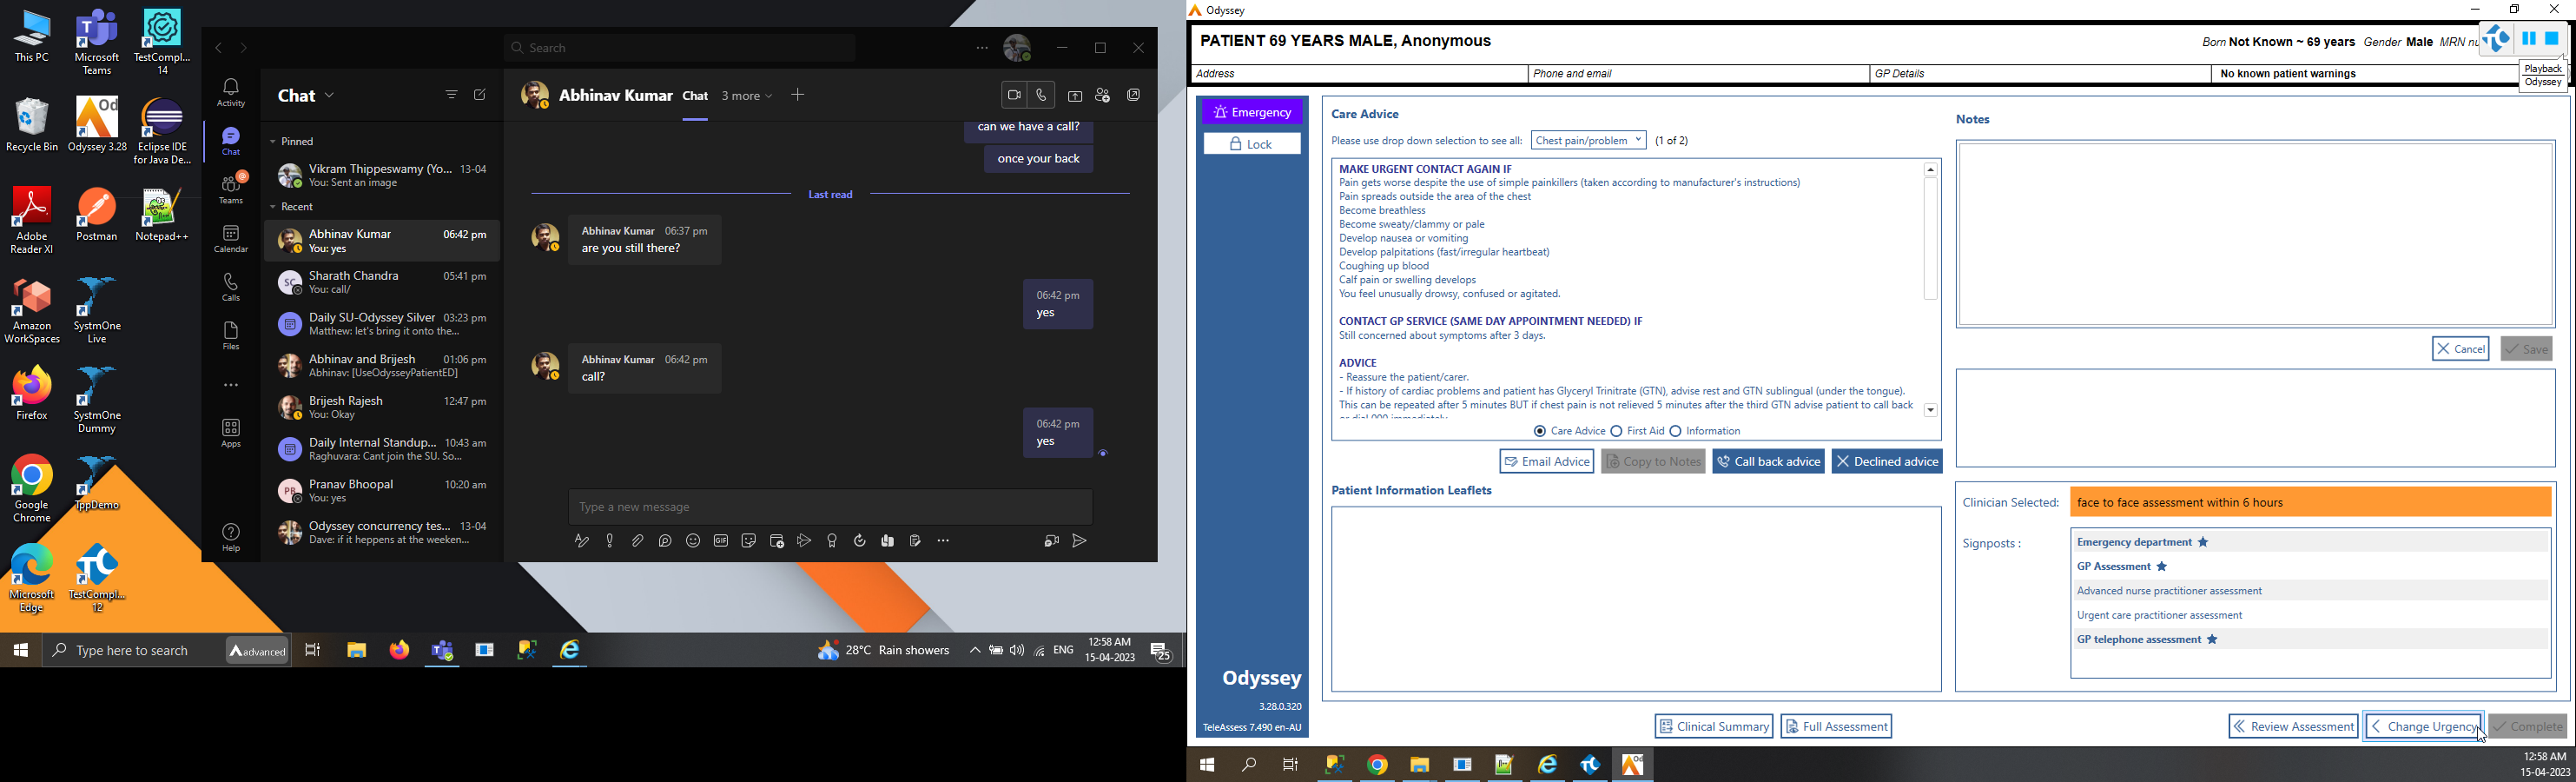 This PC
Microsoft
Teams
TestCompl...
14
Recycle Bin
Odyssey 3.28
Eclipse IDE
for Java De...
Adobe
Reader XI
Postman
Notepad++
Amazon
WorkSpaces
SystmOne
Live
Firefox
SystmOne
Dummy
Google
Chrome
TppDemo
Microsoft
Edge
TestCompl...
12
Search
Activity
Chat
Teams
Calendar
Calls
Files
Apps
Help
Chat
Pinned
Vikram Thippeswamy (Yo... 13-04
You: Sent an image
Recent
Abhinav Kumar 06:42 pm
You: yes
SC
Sharath Chandra 05:41 pm
You: call/
Daily SU-Odyssey Silver 03:23 pm
Matthew: let's bring it onto the...
Abhinav and Brijesh 01:06 pm
Abhinav: [UseOdysseyPatientED]
Brijesh Rajesh 12:47 pm
You: Okay
Daily Internal Standup... 10:43 am
Raghuvara: Cant join the SU. So...
PB
Pranav Bhoopal 10:20 am
You: yes
Odyssey concurrency tes... 13-04
Dave: if it heppens at the weeken...
Abhinav Kumar Chat 3 more
can we have a call?
once your back
Last read
Abhinav Kumar 06:37 pm
are you still there?
06:42 pm
yes
Abhinav Kumar 06:42 pm
call?
06:42 pm
yes
Type a new message
GIF
Type here to search
advanced
28°C Rain showers
ENG
12:58 AM
15-04-2023
25
Odyssey
PATIENT 69 YEARS MALE, Anonymous
Born Not Known ~ 69 years Gender Male MRN nu
Playback
Odyssey
Address
Phone and email
GP Details
No known patient warnings
Emergency
Lock
Odyssey
3.28.0.320
TeleAssess 7.490 en-AU
Care Advice
Please use drop down selection to see all: Chest pain/problem (1 of 2)
MAKE URGENT CONTACT AGAIN IF
Pain gets worse despite the use of simple painkillers (taken according to manufacturer's instructions)
Pain spreads outside the area of the chest
Become breathless
Become sweaty/clammy or pale
Develop nausea or vomiting
Develop palpitations (fast/irregular heartbeat)
Coughing up blood
Calf pain or swelling develops
You feel unusually drowsy, confused or agitated.
CONTACT GP SERVICE (SAME DAY APPOINTMENT NEEDED) IF
Still concerned about symptoms after 3 days.
ADVICE
- Reassure the patient/carer.
- If history of cardiac problems and patient has Glyceryl Trinitrate (GTN), advise rest and GTN sublingual (under the tongue).
This can be repeated after 5 minutes BUT if chest pain is not relieved 5 minutes after the third GTN advise patient to call back
or dial 000 immediately
Care Advice First Aid Information
Email Advice Copy to Notes Call back advice Declined advice
Patient Information Leaflets
Notes
Cancel Save
Clinician Selected: face to face assessment within 6 hours
Signposts :
Emergency department
GP Assessment
Advanced nurse practitioner assessment
Urgent care practitioner assessment
GP telephone assessment
Clinical Summary Full Assessment
Review Assessment Change Urgency Complete
12:58 AM
15-04-2023